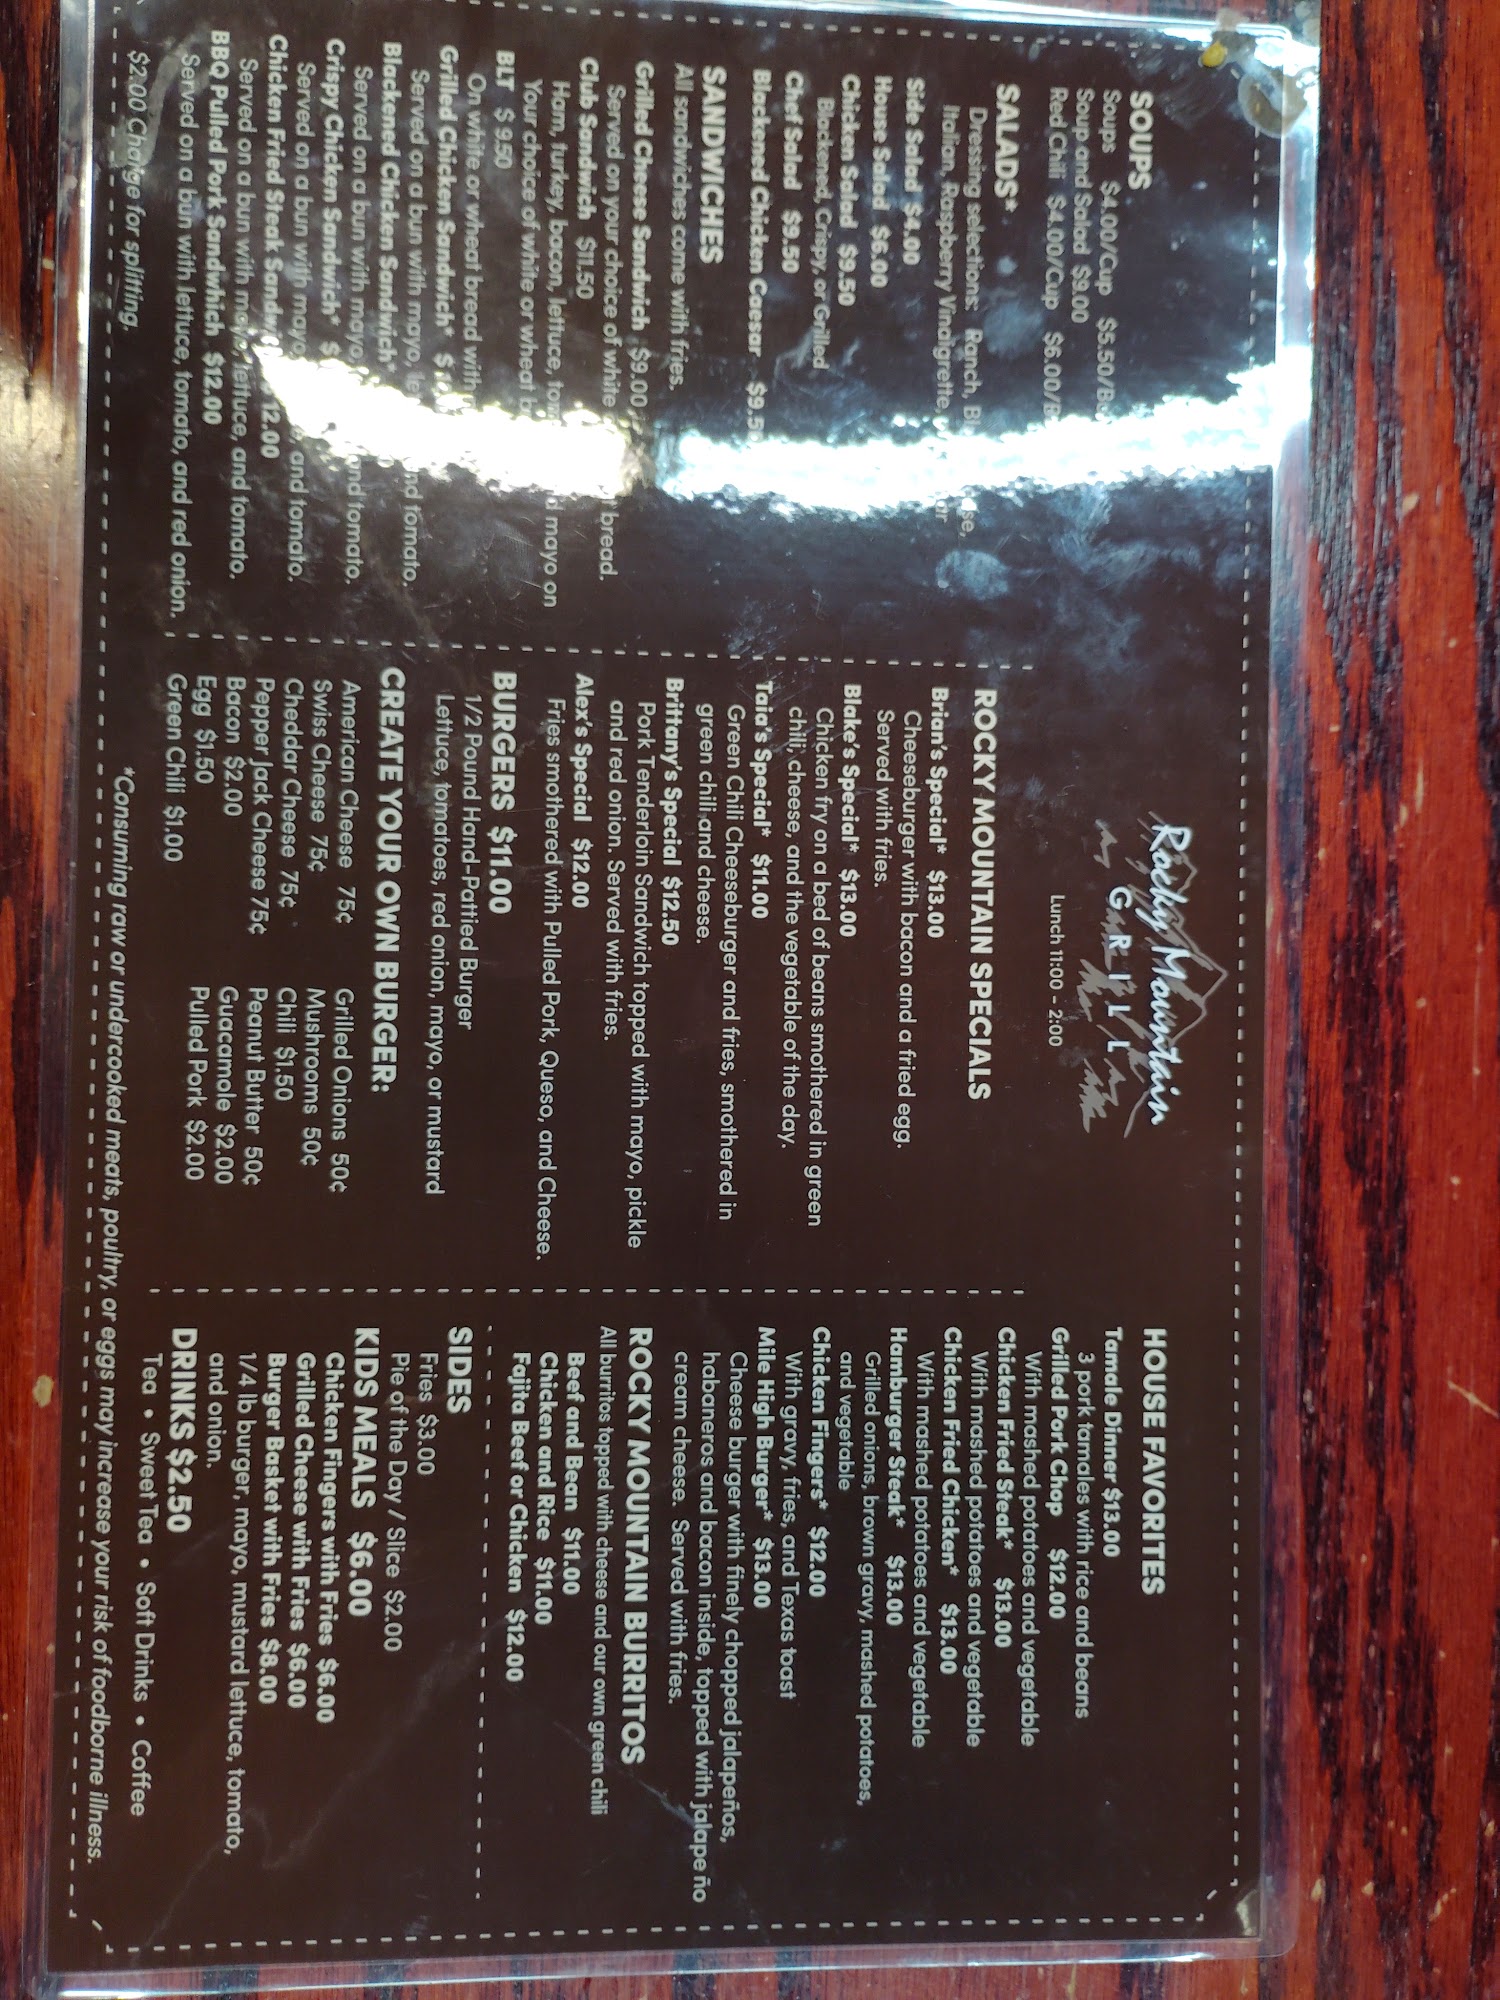 Rocky Mountain
GRILL
Lunch 11:00 - 2:00
SOUPS
Soups $4.00/Cup $5.50/
Soup and Salad $9.00
Red Chili $4.00/Cup $6.00/
SALADS*
Dressing selections: Ranch,
Italian, Raspberry Vinaigrette,
Side Salad $4.00
House Salad $6.00
Chicken Salad $9.50
Blackened, Crispy, or Grilled
Chef Salad $9.50
Blackened Chicken Caesar
SANDWICHES
All sandwiches come with fries.
Grilled Cheese Sandwich $9.00
Served on your choice of white bread.
Club Sandwich $11.50
Ham, turkey, bacon, lettuce, mayo on
Your choice of white or wheat
BLT $ 9.50
On white or wheat bread with
Grilled Chicken Sandwich* $
Served on a bun with mayo, tomato.
Blackened Chicken Sandwich
Served on a bun with mayo, and tomato.
Crispy Chicken Sandwich* $
Served on a bun with mayo, and tomato.
Chicken Fried Steak 12.00
Served on a bun with mayo, lettuce, and tomato.
BBQ Pulled Pork Sandwhich $12.00
Served on a bun with lettuce, tomato, and red onion.
$2.00 Charge for splitting.
ROCKY MOUNTAIN SPECIALS
Brian's Special* $13.00
Cheeseburger with bacon and a fried egg.
Served with fries.
Blake's Special* $13.00
Chicken fry on a bed of beans smothered in green
chili, cheese, and the vegetable of the day.
Taia's Special* $11.00
Green Chili Cheeseburger and fries, smothered in
green chili and cheese.
Brittany's Special $12.50
Pork Tenderloin Sandwich topped with mayo, pickle
and red onion. Served with fries.
Alex's Special $12.00
Fries smothered with Pulled Pork, Queso, and Cheese.
BURGERS $11.00
1/2 Pound Hand-Pattied Burger
Lettuce, tomatoes, red onion, mayo, or mustard
CREATE YOUR OWN BURGER:
American Cheese 75¢
Swiss Cheese 75¢
Cheddar Cheese 75¢
Pepper Jack Cheese 75¢
Bacon $2.00
Egg $1.50
Green Chili $1.00
Grilled Onions 50¢
Mushrooms 50¢
Chili $1.50
Peanut Butter 50¢
Guacamole $2.00
Pulled Pork $2.00
HOUSE FAVORITES
Tamale Dinner $13.00
3 pork tamales with rice and beans
Grilled Pork Chop $12.00
With mashed potatoes and vegetable
Chicken Fried Steak* $13.00
With mashed potatoes and vegetable
Chicken Fried Chicken* $13.00
With mashed potatoes and vegetable
Hamburger Steak* $13.00
Grilled onions, brown gravy, mashed potatoes,
and vegetable
Chicken Fingers* $12.00
With gravy, fries, and Texas toast
Mile High Burger* $13.00
Cheese burger with finely chopped jalapeños,
habaneros and bacon inside, topped with jalape ño
cream cheese. Served with fries.
ROCKY MOUNTAIN BURRITOS
All burritos topped with cheese and our own green chili
Beef and Bean $11.00
Chicken and Rice $11.00
Fajita Beef or Chicken $12.00
SIDES
Fries $3.00
Pie of the Day / Slice $2.00
KIDS MEALS $6.00
Chicken Fingers with Fries $6.00
Grilled Cheese with Fries $6.00
Burger Basket with Fries $8.00
1/4 lb burger, mayo, mustard lettuce, tomato,
and onion.
DRINKS $2.50
Tea • Sweet Tea • Soft Drinks • Coffee
*Consuming raw or undercooked meats, poultry, or eggs may increase your risk of foodborne illness.